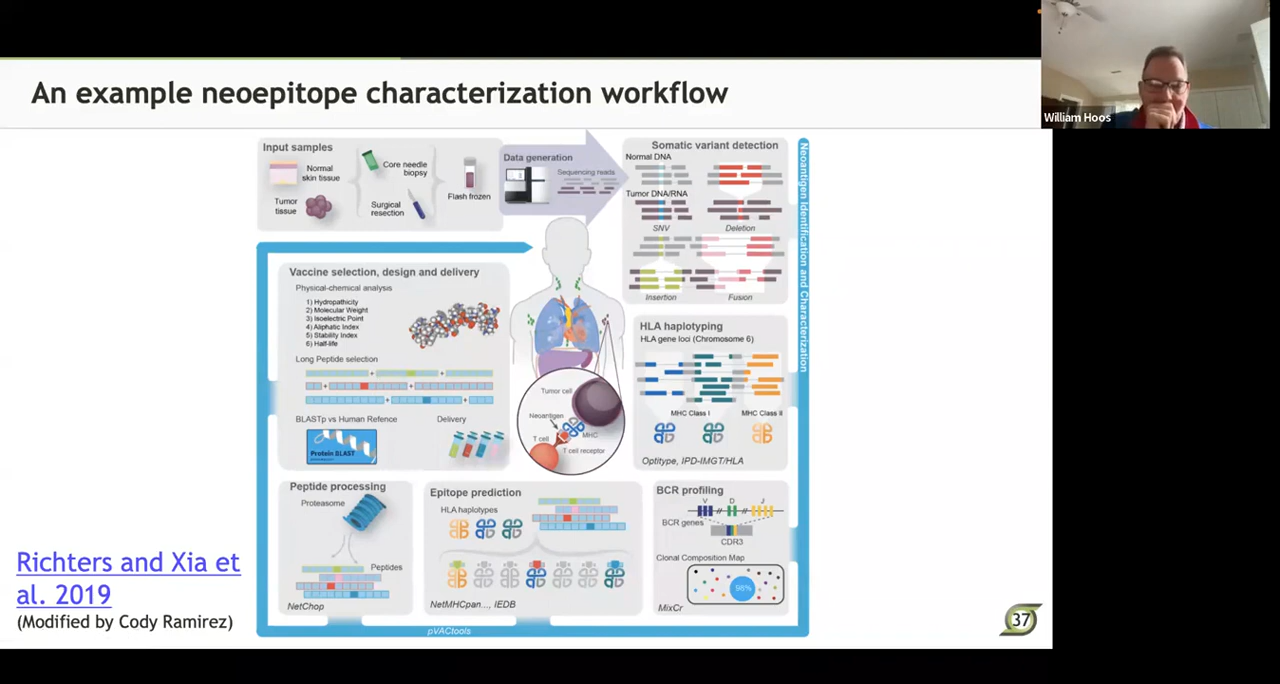 An example neoepitope characterization workflow
William Hoos
Input samples
Normal
skin tissue
Tumor
tissue
Core needle
biopsy
Surgical
resection
Flash frozen
Data generation
Sequencing reads
Somatic variant detection
Normal DNA
Tumor DNA/RNA
SNV
Deletion
Insertion
Fusion
Neoantigen Identification and Characterization
HLA haplotyping
HLA gene loci (Chromosome 6)
MHC Class I
MHC Class II
Optitype, IPD-IMGT/HLA
Vaccine selection, design and delivery
Physical-chemical analysis
1) Hydropathicity
2) Molecular Weight
3) Isoelectric Point
4) Aliphatic Index
5) Stability Index
6) Half-life
Long Peptide selection
BLASTp vs Human Refence
Protein BLAST
Delivery
Tumor cell
Neoantigen
MHC
T cell
T cell receptor
Peptide processing
Proteasome
Peptides
NetChop
Epitope prediction
HLA haplotypes
NetMHCpan..., IEDB
BCR profiling
V D J
BCR genes
CDR3
Clonal Composition Map
98%
MixCr
pVACtools
Richters and Xia et
al. 2019
(Modified by Cody Ramirez)
37